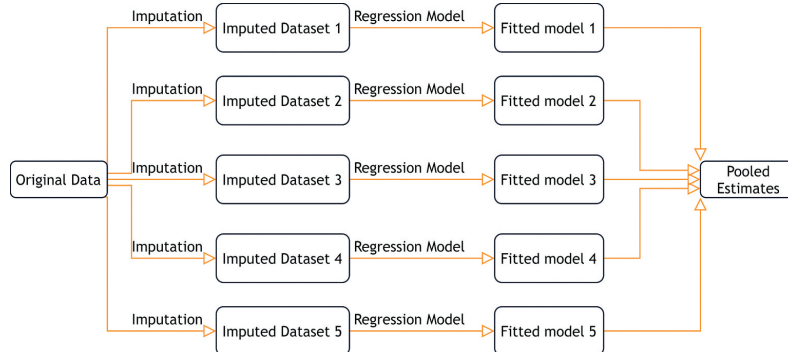 Imputation
Imputed Dataset 1
Regression Model
Fitted model 1
Imputation
Imputed Dataset 2
Regression Model
Fitted model 2
Original Data
Imputation
Imputed Dataset 3
Regression Model
Fitted model 3
Pooled
Estimates
Imputation
Imputed Dataset 4
Regression Model
Fitted model 4
Imputation
Imputed Dataset 5
Regression Model
Fitted model 5